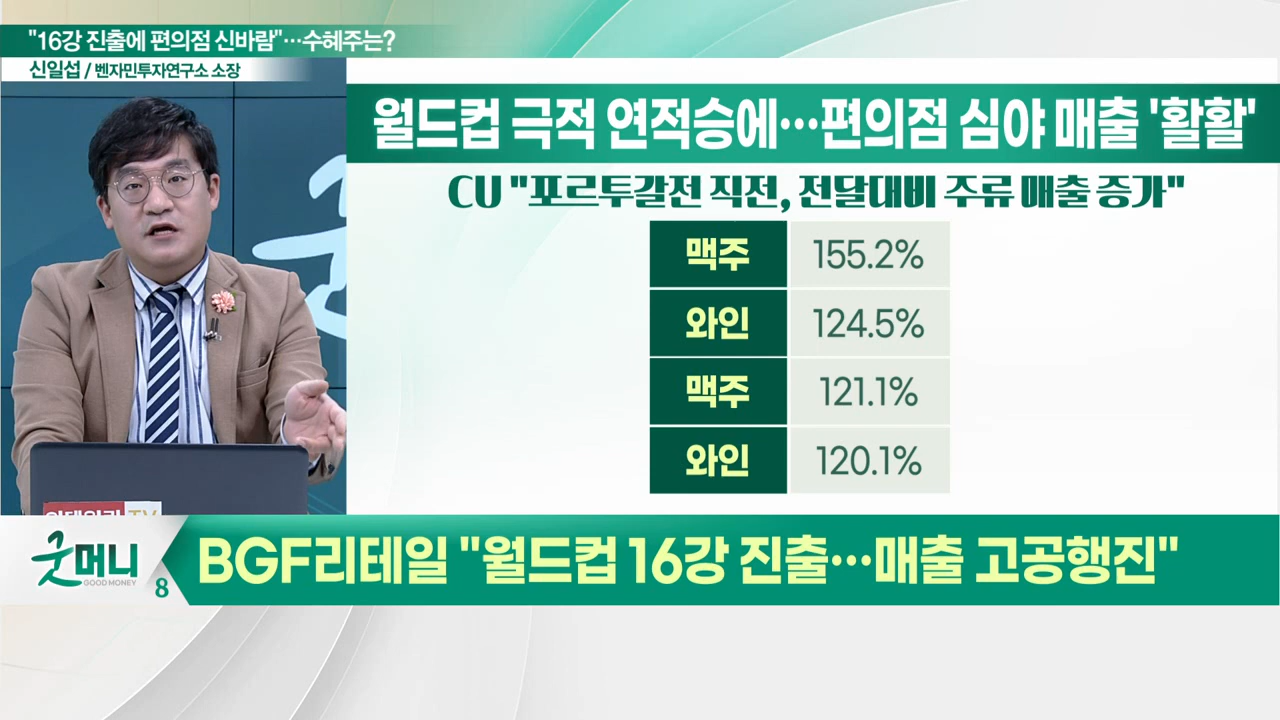 "16강 진출에 편의점 신바람"…수혜주는?
신일섭 / 벤자민투자연구소 소장
월드컵 극적 연적승에…편의점 심야 매출 '활활'
CU "포르투갈전 직전, 전달대비 주류 매출 증가"
맥주 155.2%
와인 124.5%
맥주 121.1%
와인 120.1%
TV
굿머니
GOOD MONEY
8
BGF리테일 "월드컵 16강 진출…매출 고공행진"